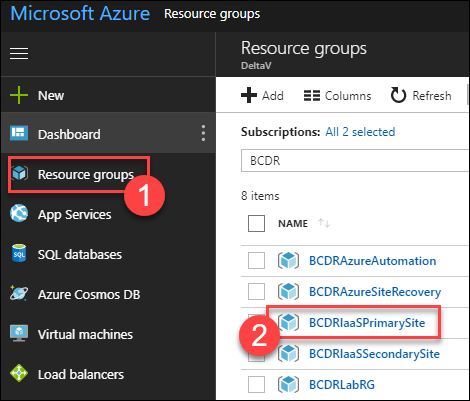 Microsoft Azure Resource groups
New
Dashboard
Resource groups
1
App Services
SQL databases
Azure Cosmos DB
Virtual machines
Load balancers
Resource groups
DeltaV
Add Columns Refresh
Subscriptions: All 2 selected
BCDR
8 items
NAME
BCDRAzureAutomation
BCDRAzureSiteRecovery
2
BCDRIaaSPrimarySite
BCDRIaaSSecondarySite
BCDRLabRG